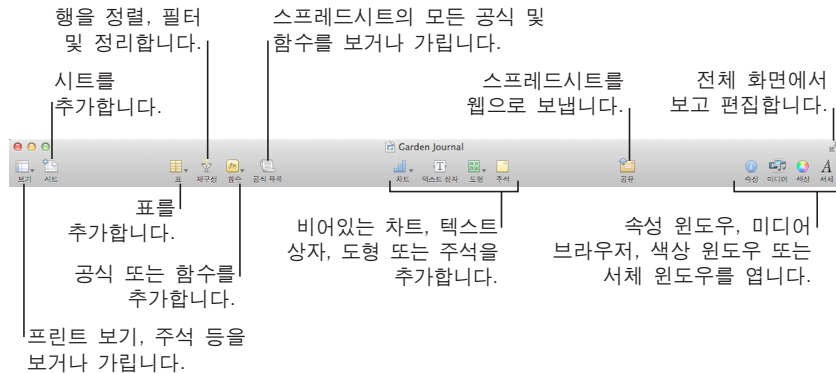 행을 정렬, 필터
및 정리합니다.
스프레드시트의 모든 공식 및
함수를 보거나 가립니다.
시트를
추가합니다.
스프레드시트를
웹으로 보냅니다.
전체 화면에서
보고 편집합니다.
Garden Journal
보기 시트 표 재구성 함수 공식 목록 차트 텍스트 상자 도형 주석 공유 속성 미디어 색상 서체
표를
추가합니다.
비어있는 차트, 텍스트
상자, 도형 또는 주석을
추가합니다.
속성 윈도우, 미디어
브라우저, 색상 윈도우 또는
서체 윈도우를 엽니다.
공식 또는 함수를
추가합니다.
프린트 보기, 주석 등을
보거나 가립니다.